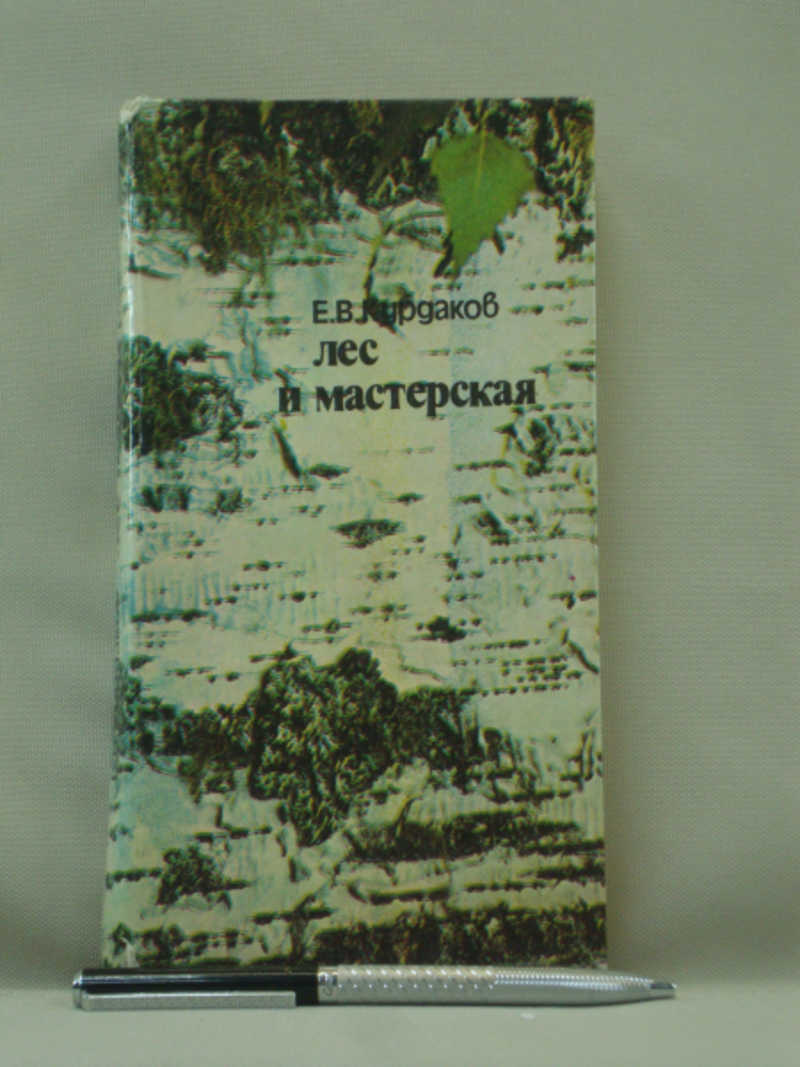 Е.В.Курдаков
лес
и мастерская